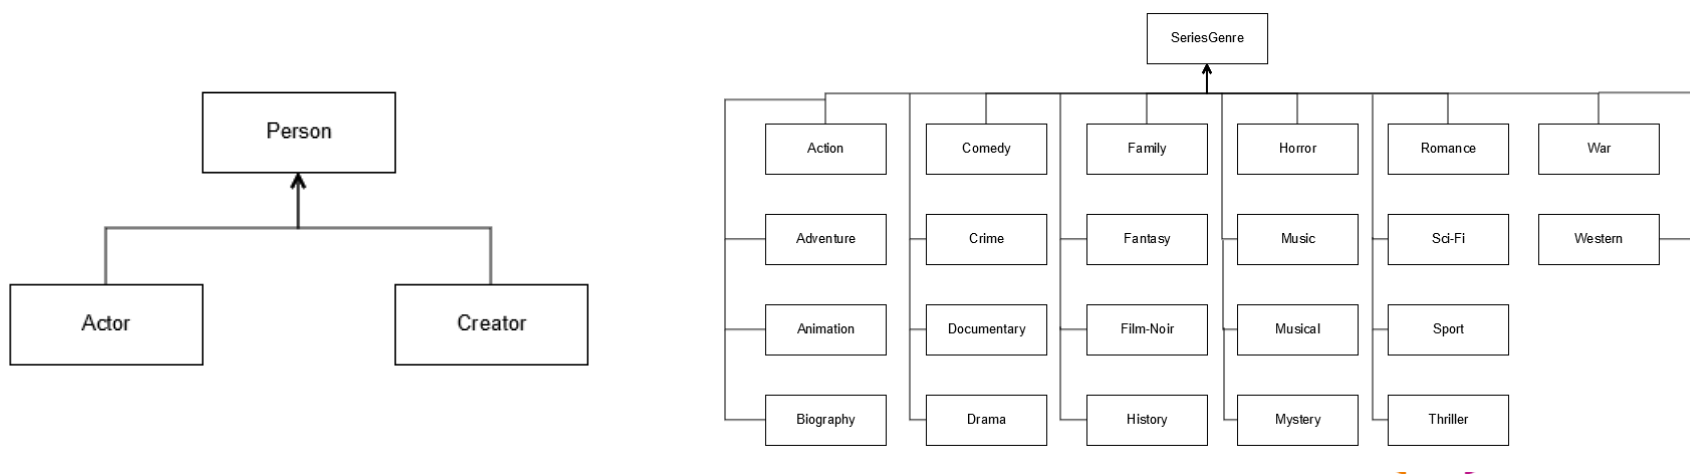 SeriesGenre
Person
Actor
Creator
Action
Comedy
Family
Horror
Romance
War
Adventure
Crime
Fantasy
Music
Sci-Fi
Western
Animation
Documentary
Film-Noir
Musical
Sport
Biography
Drama
History
Mystery
Thriller